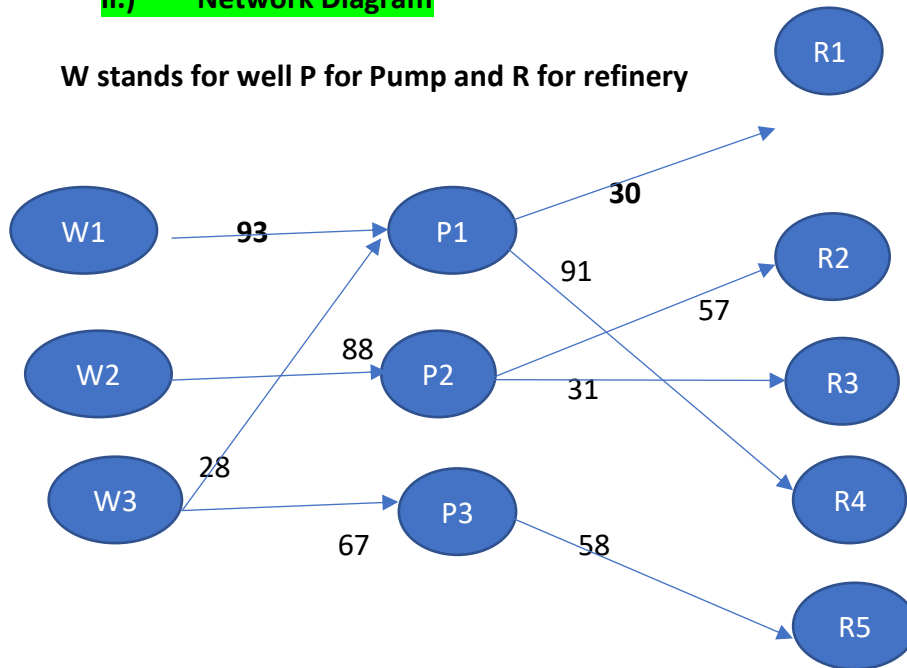 ii.) Network Diagram
W stands for well P for Pump and R for refinery
R1
30
W1
93
P1
R2
91
57
88
W2
P2
R3
31
28
W3
P3
R4
67
58
R5